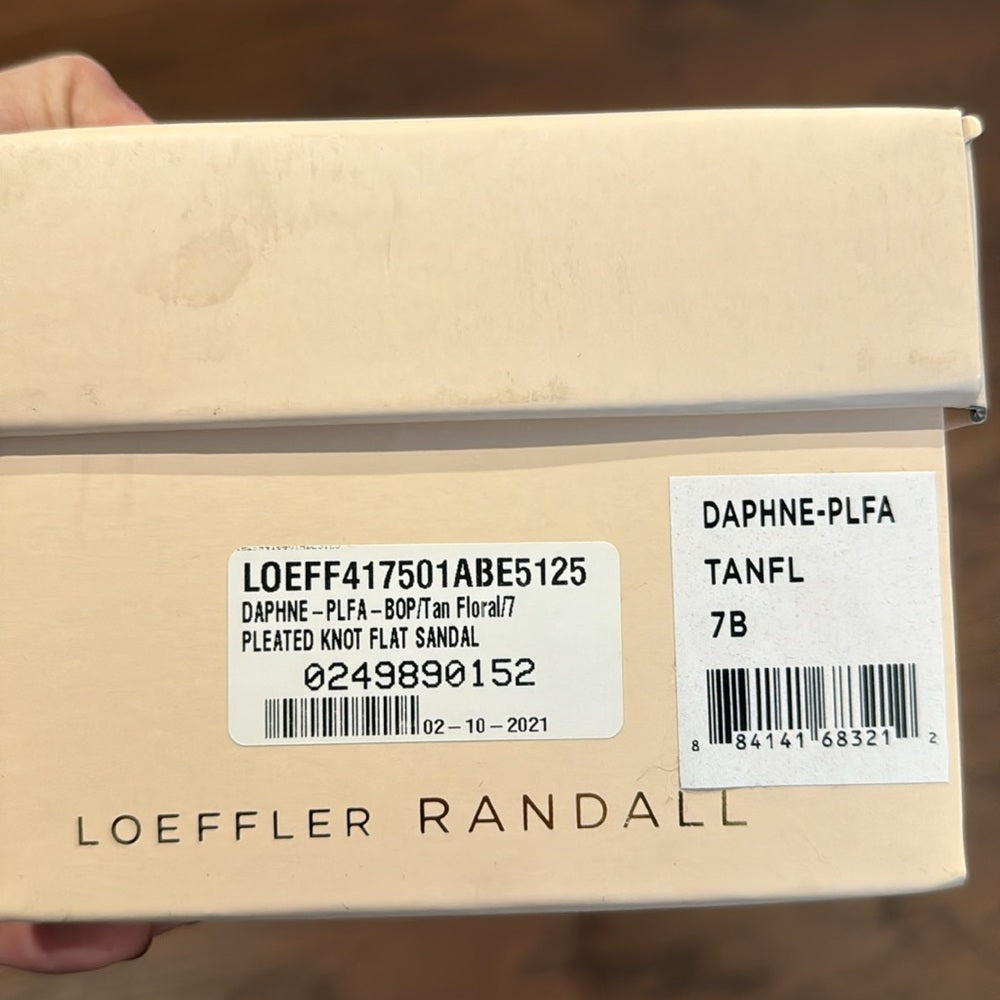 LOEFF417501ABE5125
DAPHNE-PLFA-BOP/Tan Floral/7
PLEATED KNOT FLAT SANDAL
0249890152
02-10-2021
DAPHNE-PLFA
TANFL
7B
8 84141 68321 2
LOEFFLER RANDALL